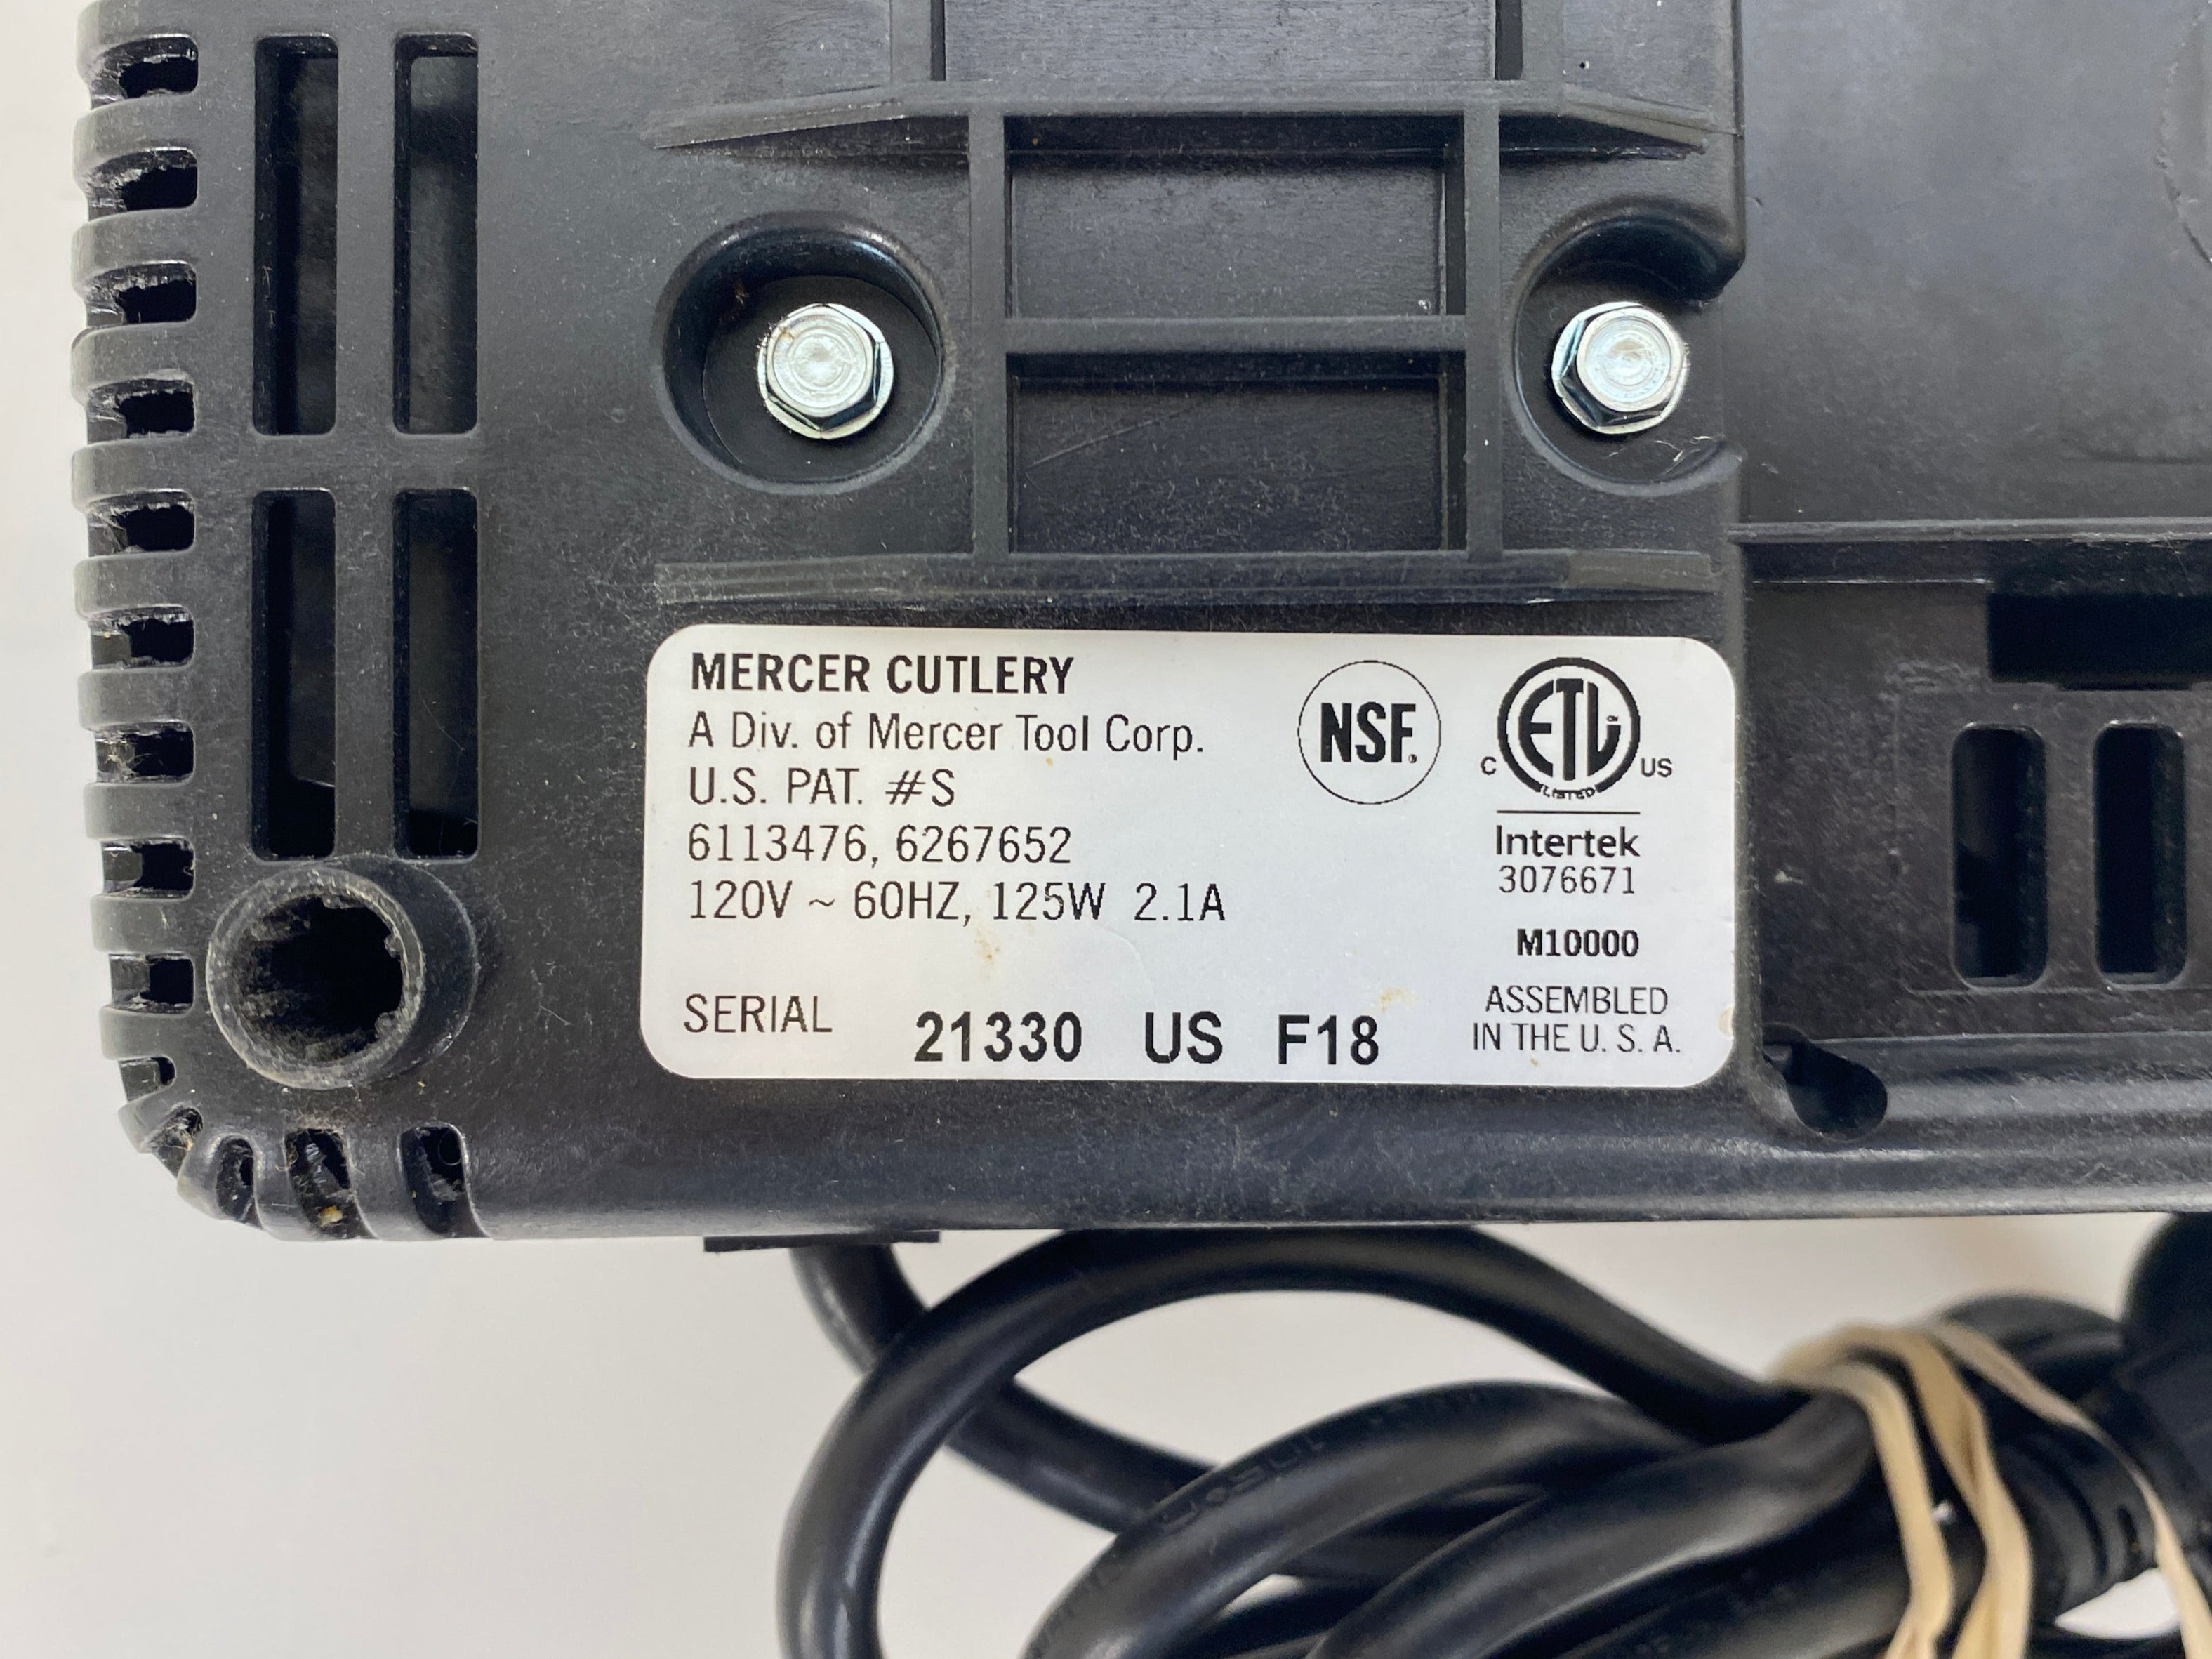 MERCER CUTLERY
A Div. of Mercer Tool Corp.
U.S. PAT. #S
6113476, 6267652
120V ~ 60HZ, 125W 2.1A
SERIAL 21330 US F18
NSF.
ETL
C US
LISTED
Intertek
3076671
M10000
ASSEMBLED
IN THE U. S. A.